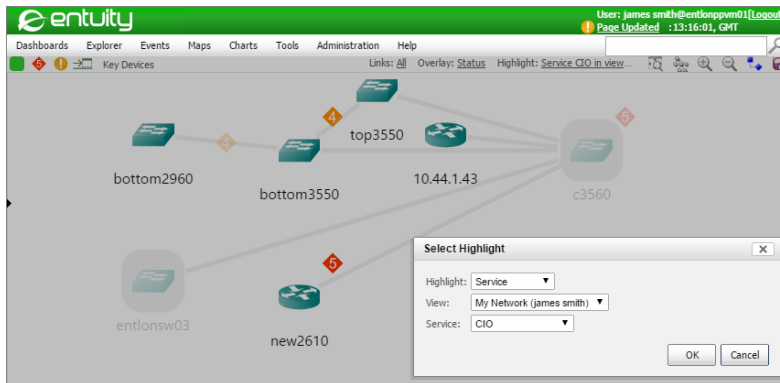 entuity
User: james smith@entlonppvm01[Logout
Page Updated :13:16:01, GMT
Dashboards Explorer Events Maps Charts Tools Administration Help
5 Key Devices Links: All Overlay: Status Highlight: Service CIO in view...
4
5
4
top3550
bottom2960
bottom3550
10.44.1.43
c3560
Select Highlight
Highlight: Service
View: My Network (james smith)
Service: CIO
OK Cancel
5
entlonsw03
new2610